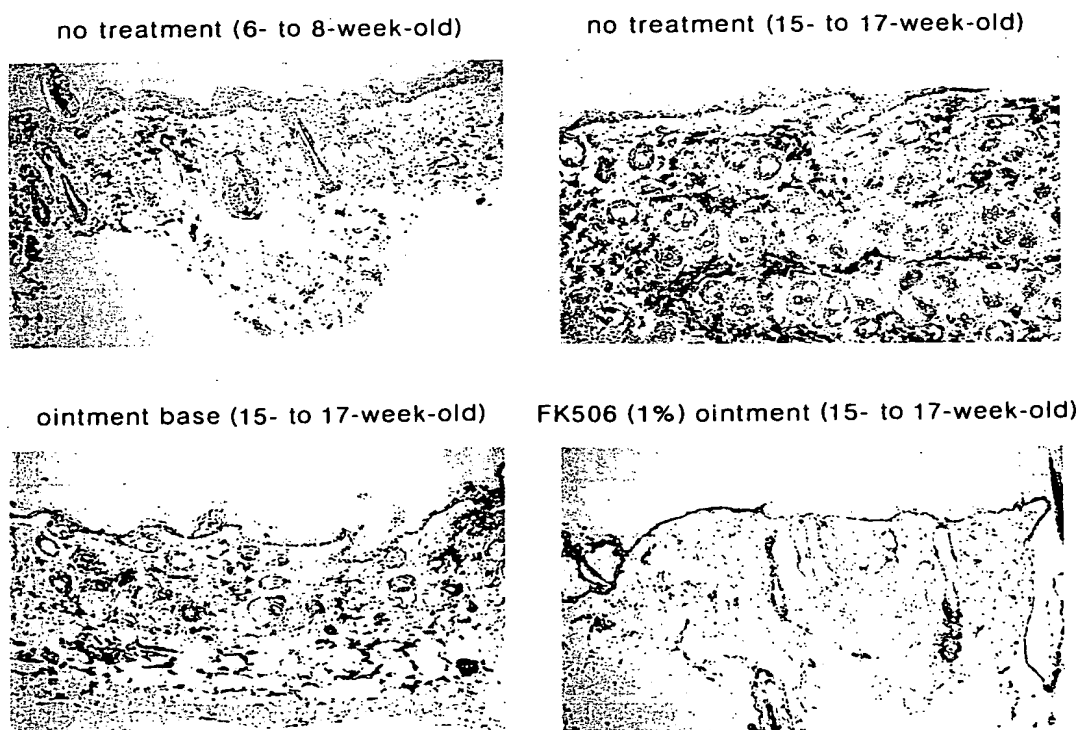 no treatment (6- to 8-week-old)
no treatment (15- to 17-week-old)
ointment base (15- to 17-week-old)
FK506 (1%) ointment (15- to 17-week-old)